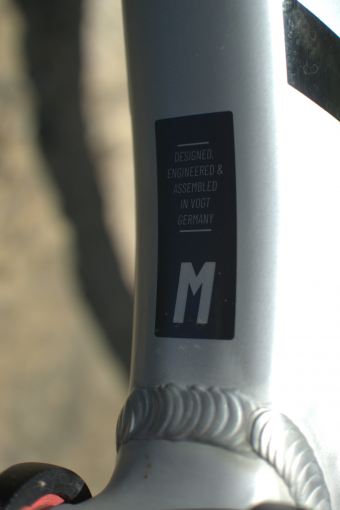 DESIGNED,
ENGINEERED &
ASSEMBLED
IN VOGT
GERMANY
M